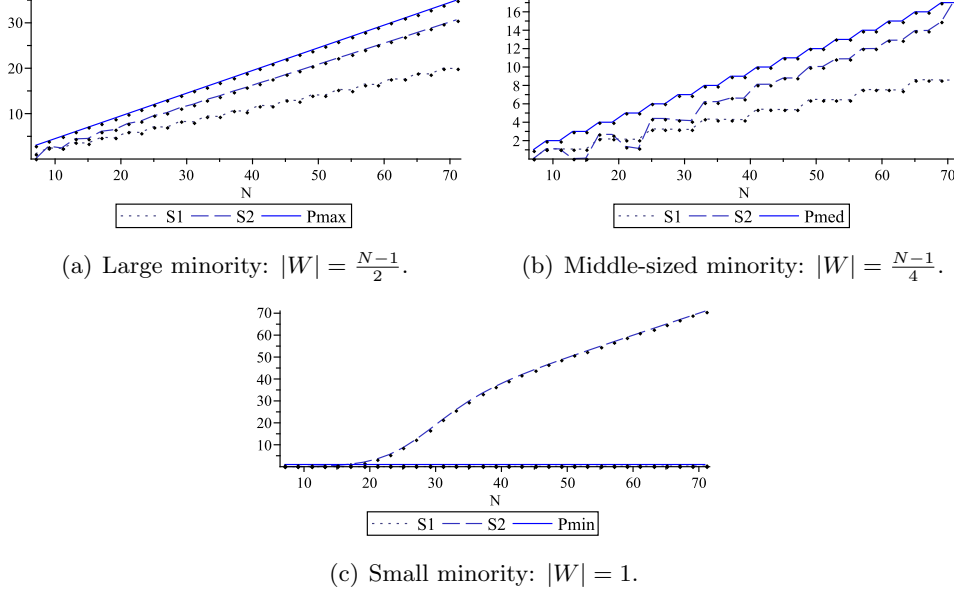 30
20
10
10 20 30 40 50 60 70
N
S1 S2 Pmax
(a) Large minority: |W| = \frac{N-1}{2}.
16
14
12
10
8
6
4
2
10 20 30 40 50 60 70
N
S1 S2 Pmed
(b) Middle-sized minority: |W| = \frac{N-1}{4}.
70
60
50
40
30
20
10
10 20 30 40 50 60 70
N
S1 S2 Pmin
(c) Small minority: |W| = 1.